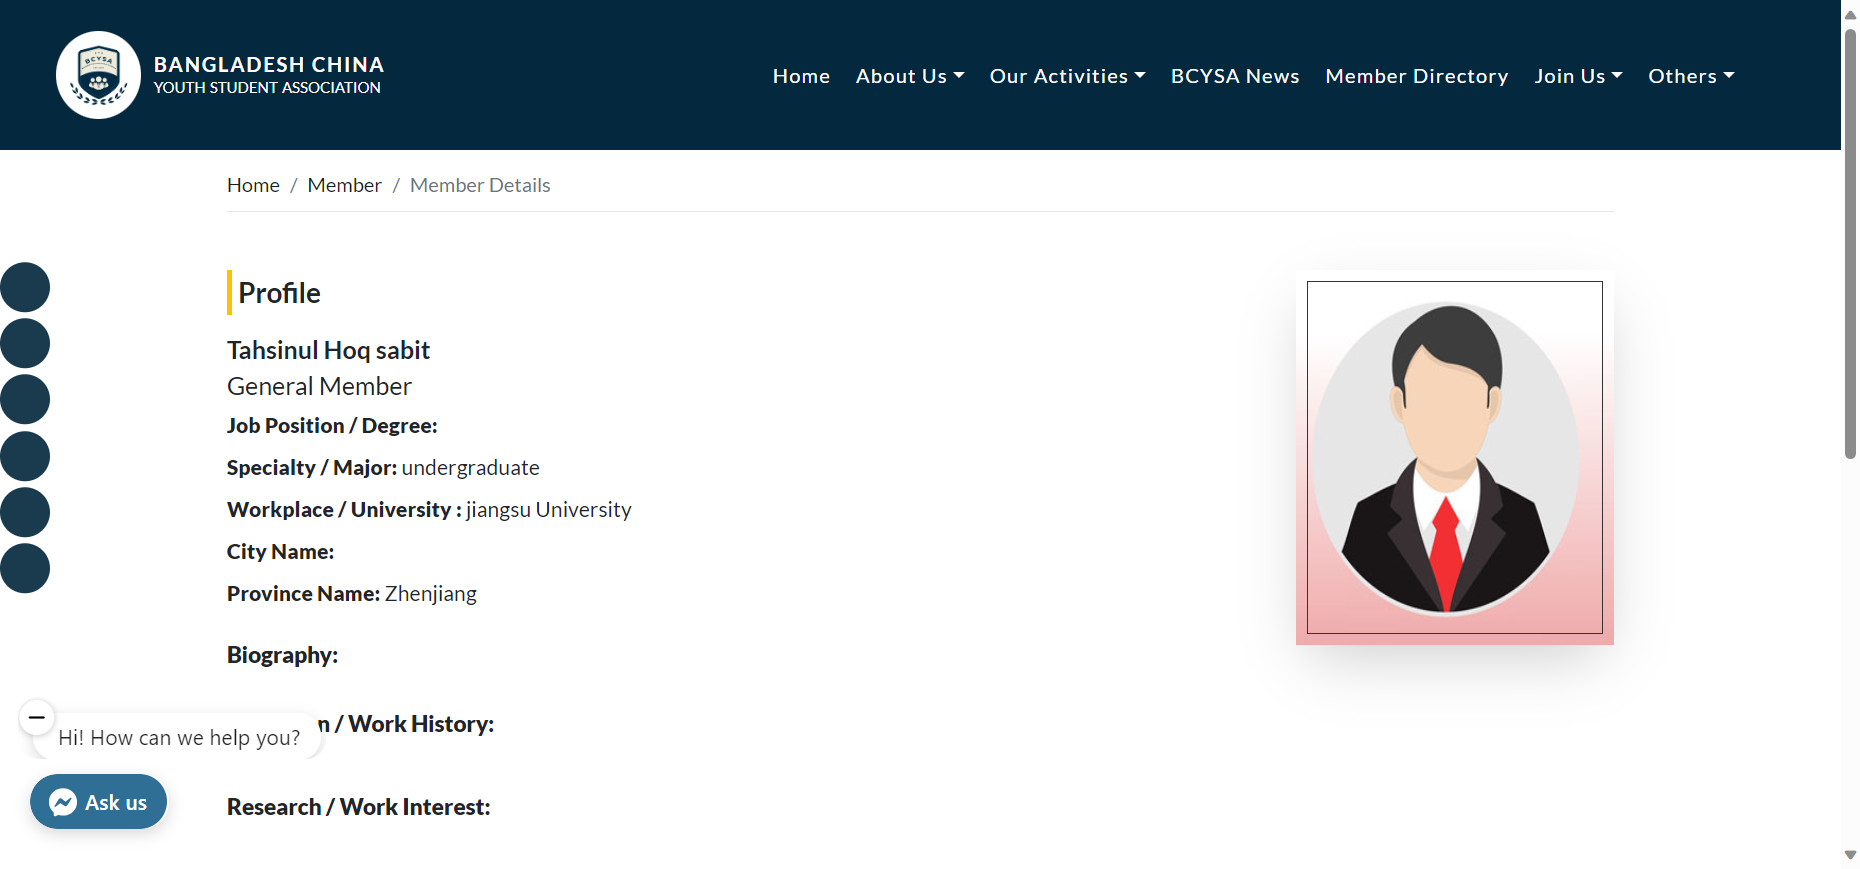 BCYSA
BANGLADESH CHINA
YOUTH STUDENT ASSOCIATION
Home
About Us
Our Activities
BCYSA News
Member Directory
Join Us
Others
Home / Member / Member Details
Profile
Tahsinul Hoq sabit
General Member
Job Position / Degree:
Specialty / Major: undergraduate
Workplace / University : jiangsu University
City Name:
Province Name: Zhenjiang
Biography:
n / Work History:
Hi! How can we help you?
Ask us
Research / Work Interest: